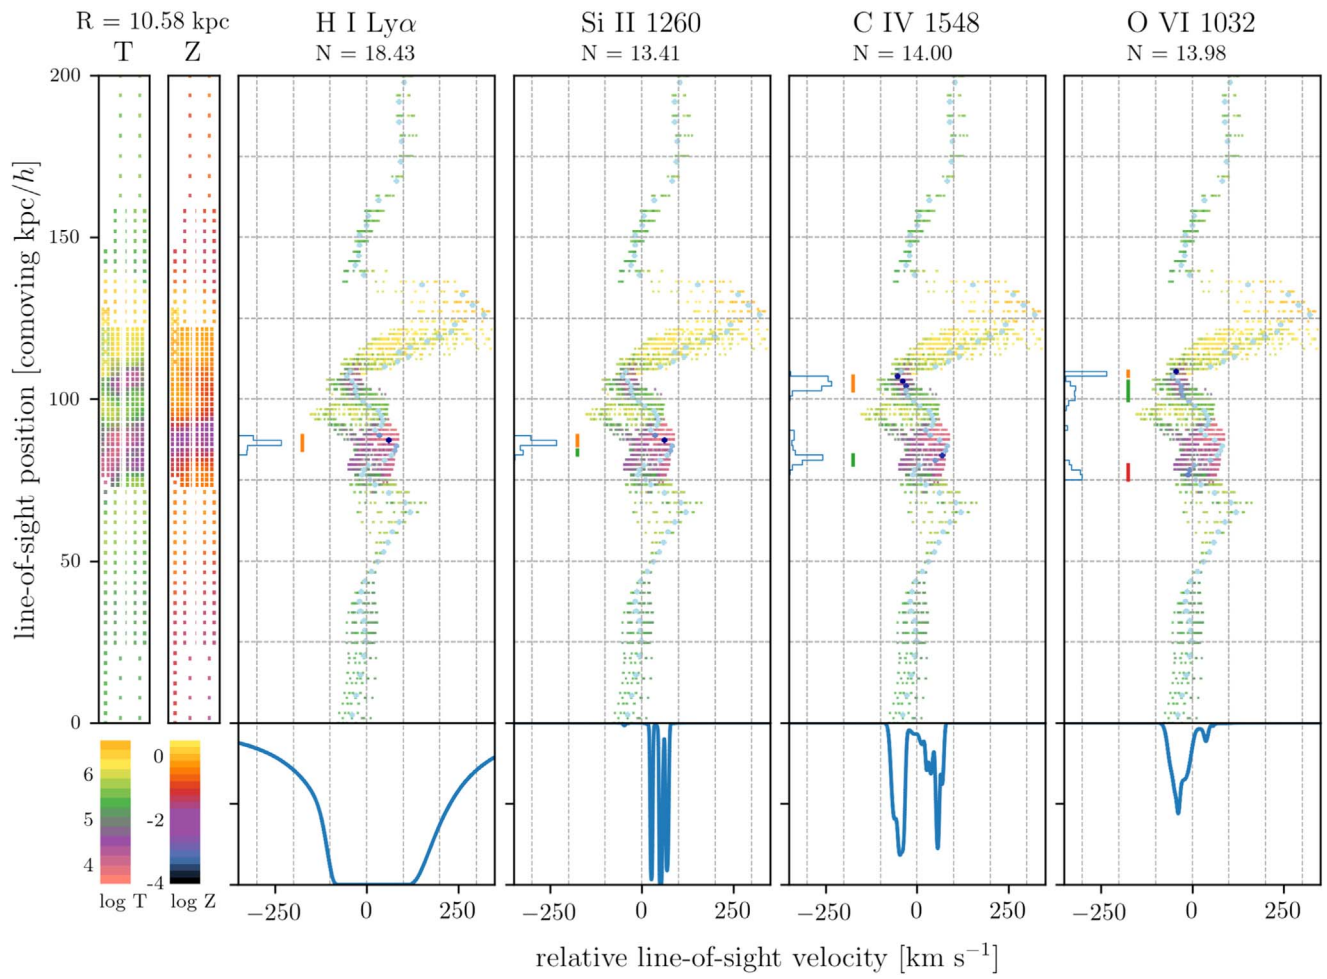 R = 10.58 kpc
T Z
H I Lyα
N = 18.43
Si II 1260
N = 13.41
C IV 1548
N = 14.00
O VI 1032
N = 13.98
200
150
100
50
0
line-of-sight position [comoving kpc/h]
6
5
4
log T
0
-2
-4
log Z
−250 0 250
−250 0 250
−250 0 250
−250 0 250
relative line-of-sight velocity [km s⁻¹]